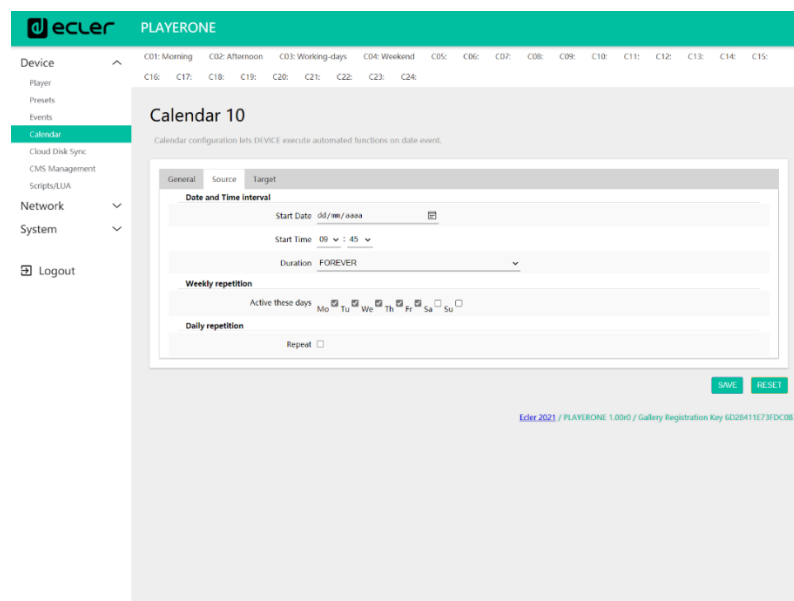 ecler PLAYERONE
Device
Player
Presets
Events
Calendar
Cloud Disk Sync
CMS Management
Scripts/LUA
Network
System
Logout
C01: Morning C02: Afternoon C03: Working-days C04: Weekend C05: C06: C07: C08: C09: C10: C11: C12: C13: C14: C15:
C16: C17: C18: C19: C20: C21: C22: C23: C24:
Calendar 10
Calendar configuration lets DEVICE execute automated functions on date event.
General Source Target
Date and Time interval
Start Date dd/mm/aaaa
Start Time 09 : 45
Duration FOREVER
Weekly repetition
Active these days Mo Tu We Th Fr Sa Su
Daily repetition
Repeat
SAVE RESET
Ecler 2021 / PLAYERONE 1.00r0 / Gallery Registration Key 6D28411E73FDC08